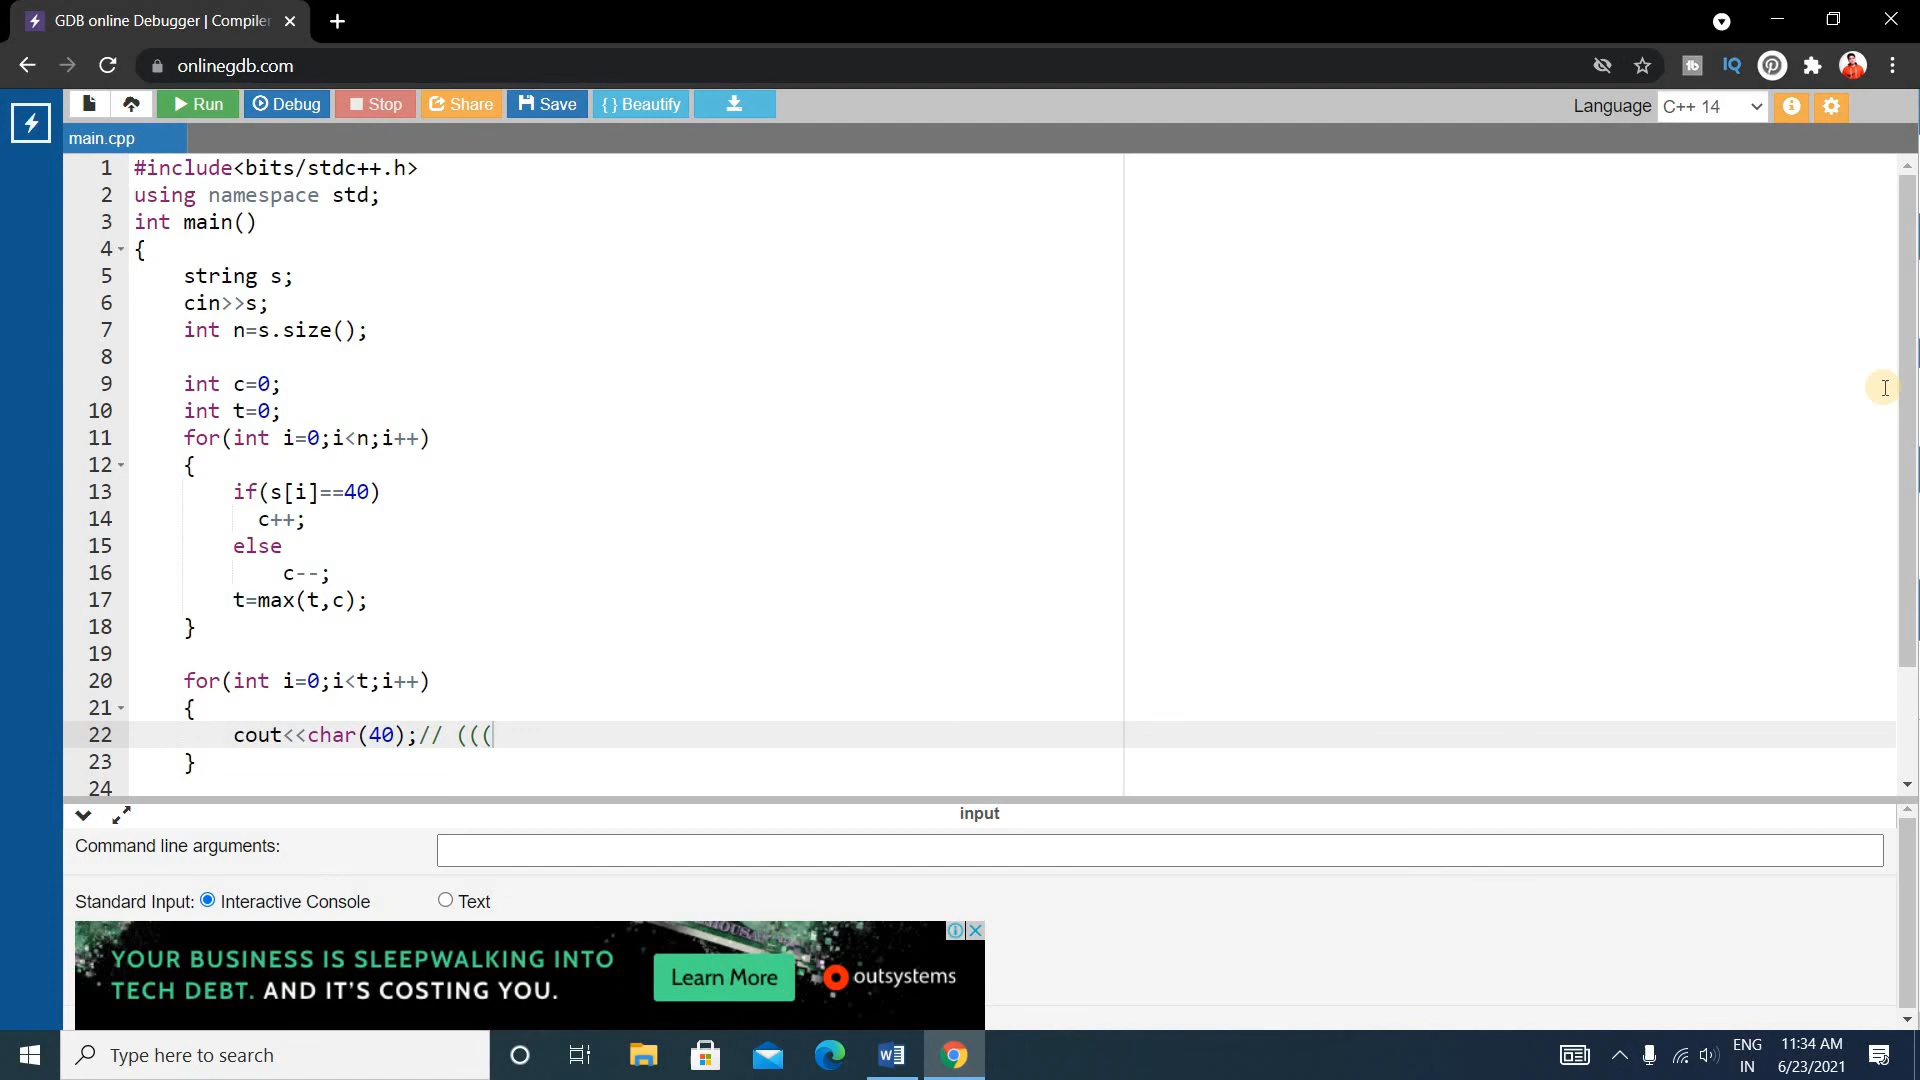 GDB online Debugger | Compiler
onlinegdb.com
Run Debug Stop Share Save { } Beautify
Language C++ 14
main.cpp
1 #include<bits/stdc++.h>
2 using namespace std;
3 int main()
4 {
5 string s;
6 cin>>s;
7 int n=s.size();
8
9 int c=0;
10 int t=0;
11 for(int i=0;i<n;i++)
12 {
13 if(s[i]==40)
14 c++;
15 else
16 c--;
17 t=max(t,c);
18 }
19
20 for(int i=0;i<t;i++)
21 {
22 cout<<char(40);// (((
23 }
24
input
Command line arguments:
Standard Input: Interactive Console Text
YOUR BUSINESS IS SLEEPWALKING INTO
TECH DEBT. AND IT'S COSTING YOU.
Learn More
outsystems
Type here to search
ENG
IN
11:34 AM
6/23/2021